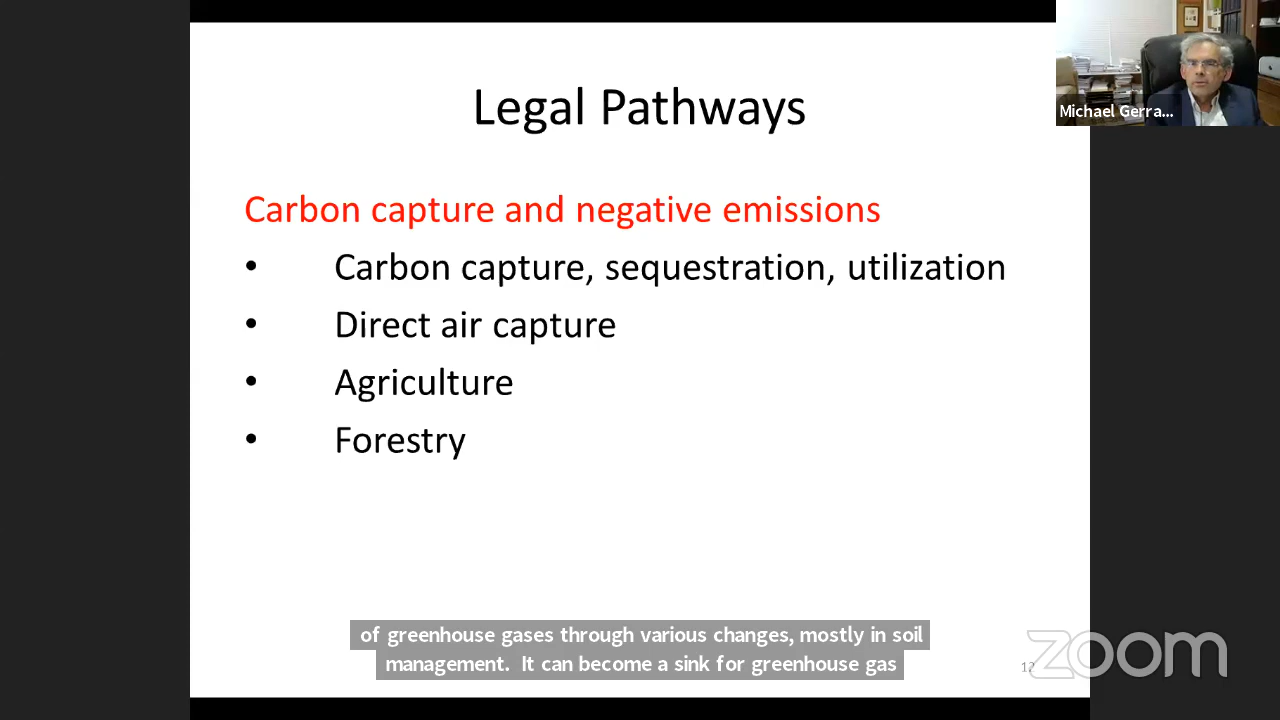 Legal Pathways
Michael Gerra...
Carbon capture and negative emissions
• Carbon capture, sequestration, utilization
• Direct air capture
• Agriculture
• Forestry
of greenhouse gases through various changes, mostly in soil
management. It can become a sink for greenhouse gas
zoom